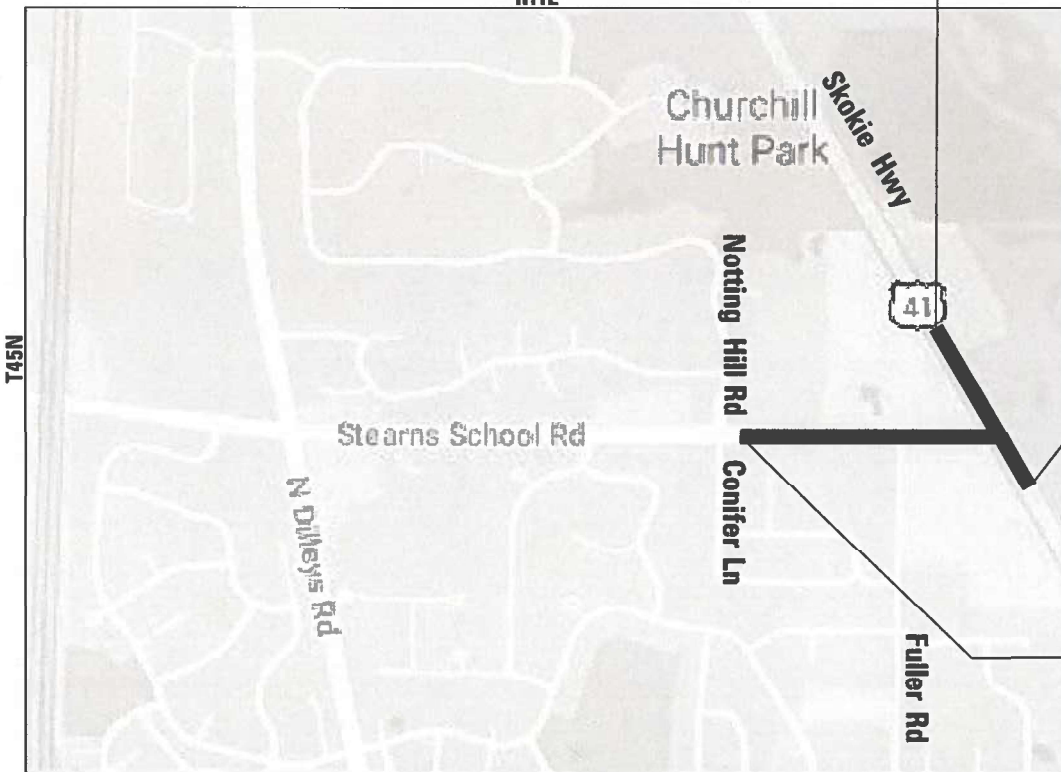 T45N
Churchill
Hunt Park
Skokie Hwy
41
Notting Hill Rd
Stearns School Rd
Conifer Ln
N Dilleys Rd
Fuller Rd